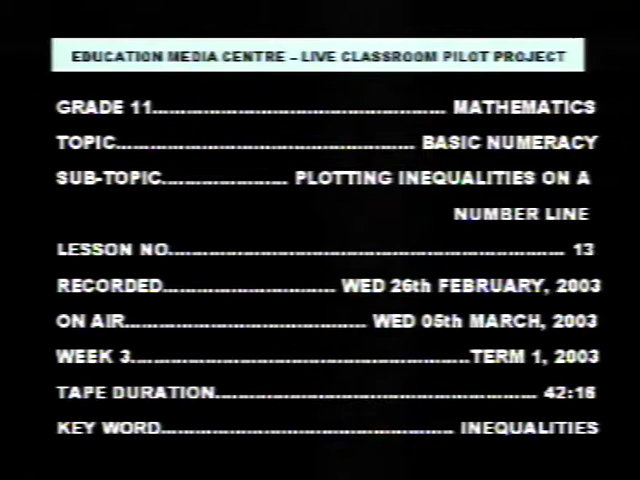 EDUCATION MEDIA CENTRE – LIVE CLASSROOM PILOT PROJECT
GRADE 11................................................ MATHEMATICS
TOPIC.................................................. BASIC NUMERACY
SUB-TOPIC..................... PLOTTING INEQUALITIES ON A
NUMBER LINE
LESSON NO.................................................................. 13
RECORDED............................. WED 26th FEBRUARY, 2003
ON AIR......................................... WED 05th MARCH, 2003
WEEK 3.........................................................TERM 1, 2003
TAPE DURATION...................................................... 42:16
KEY WORD................................................. INEQUALITIES